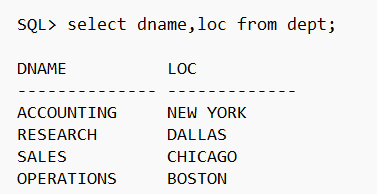 SQL> select dname,loc from dept;
DNAME          LOC
-------------- -------------
ACCOUNTING     NEW YORK
RESEARCH       DALLAS
SALES          CHICAGO
OPERATIONS     BOSTON